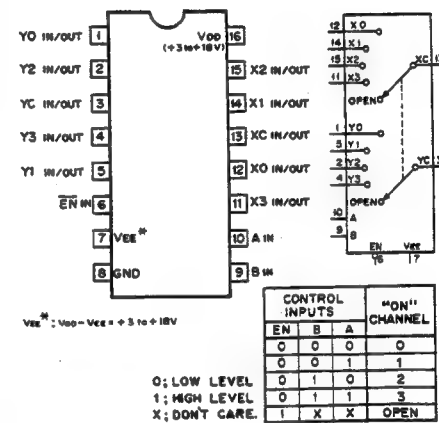 Y0 IN/OUT 1
Y2 IN/OUT 2
YC IN/OUT 3
Y3 IN/OUT 4
Y1 IN/OUT 5
EN IN 6
7 VEE*
8 GND
VDD 16
(+3 to +18V)
15 X2 IN/OUT
14 X1 IN/OUT
13 XC IN/OUT
12 X0 IN/OUT
11 X3 IN/OUT
10 A IN
9 B IN
12 X0
14 X1
15 X2
11 X3
OPEN
XC
1 Y0
5 Y1
2 Y2
4 Y3
OPEN
YC
10 A
9 B
EN VEE
6 7
VEE*; VDD-VEE=+3 to +18V
0; LOW LEVEL
1; HIGH LEVEL
X; DON'T CARE.
CONTROL INPUTS "ON" CHANNEL
EN B A
0 0 0 0
0 0 1 1
0 1 0 2
0 1 1 3
1 X X OPEN